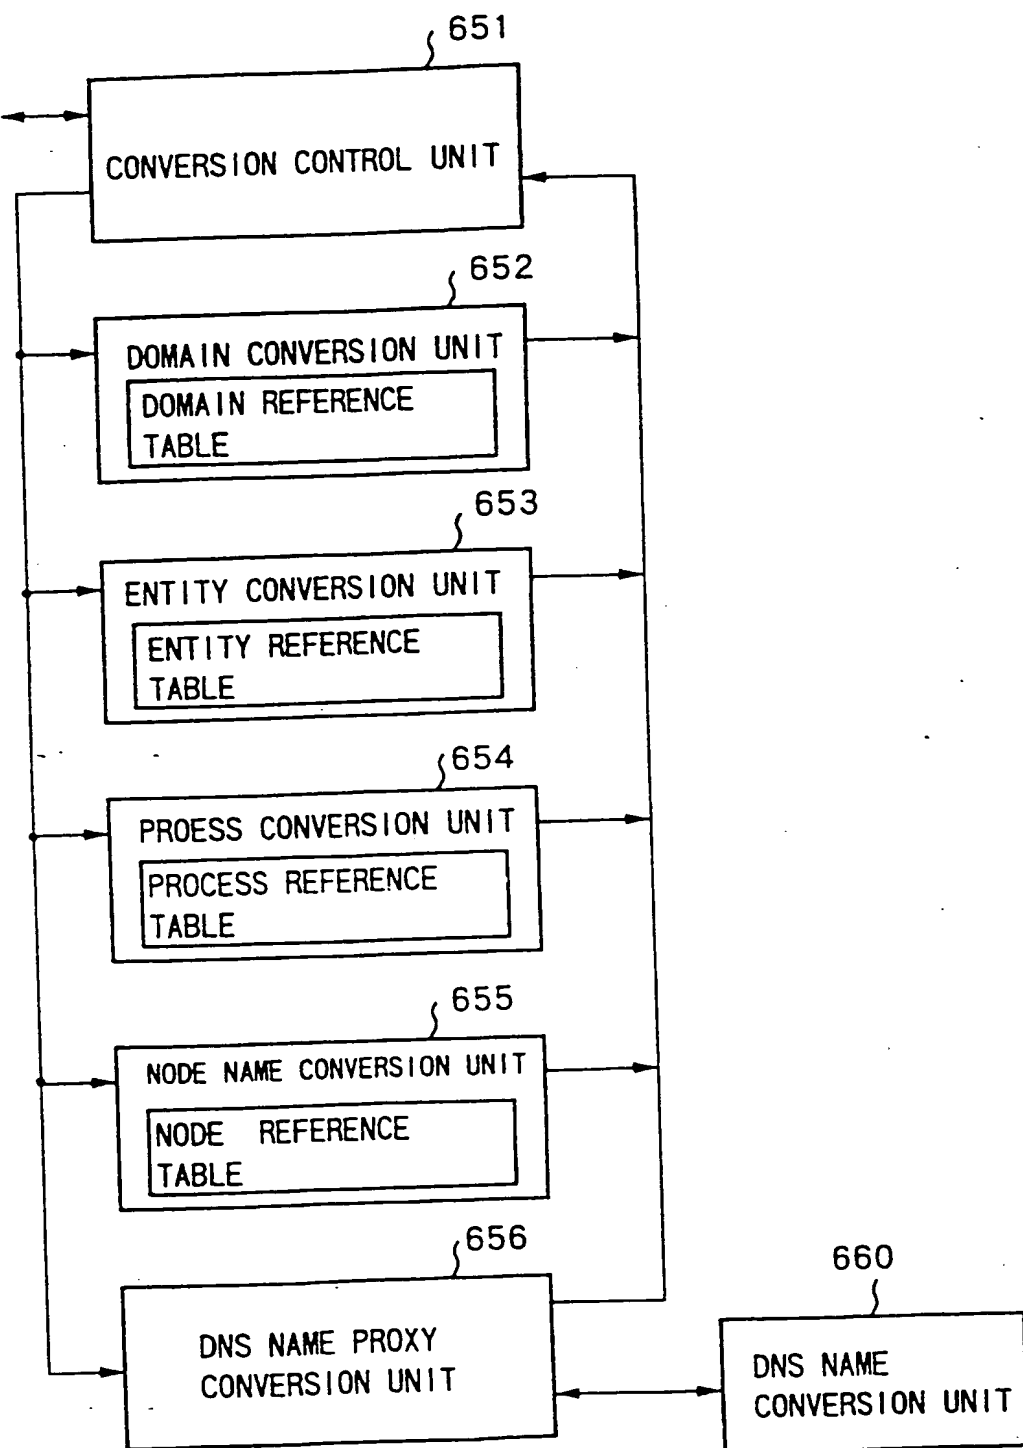 651
CONVERSION CONTROL UNIT
652
DOMAIN CONVERSION UNIT
DOMAIN REFERENCE
TABLE
653
ENTITY CONVERSION UNIT
ENTITY REFERENCE
TABLE
654
PROESS CONVERSION UNIT
PROCESS REFERENCE
TABLE
655
NODE NAME CONVERSION UNIT
NODE REFERENCE
TABLE
656
DNS NAME PROXY
CONVERSION UNIT
660
DNS NAME
CONVERSION UNIT